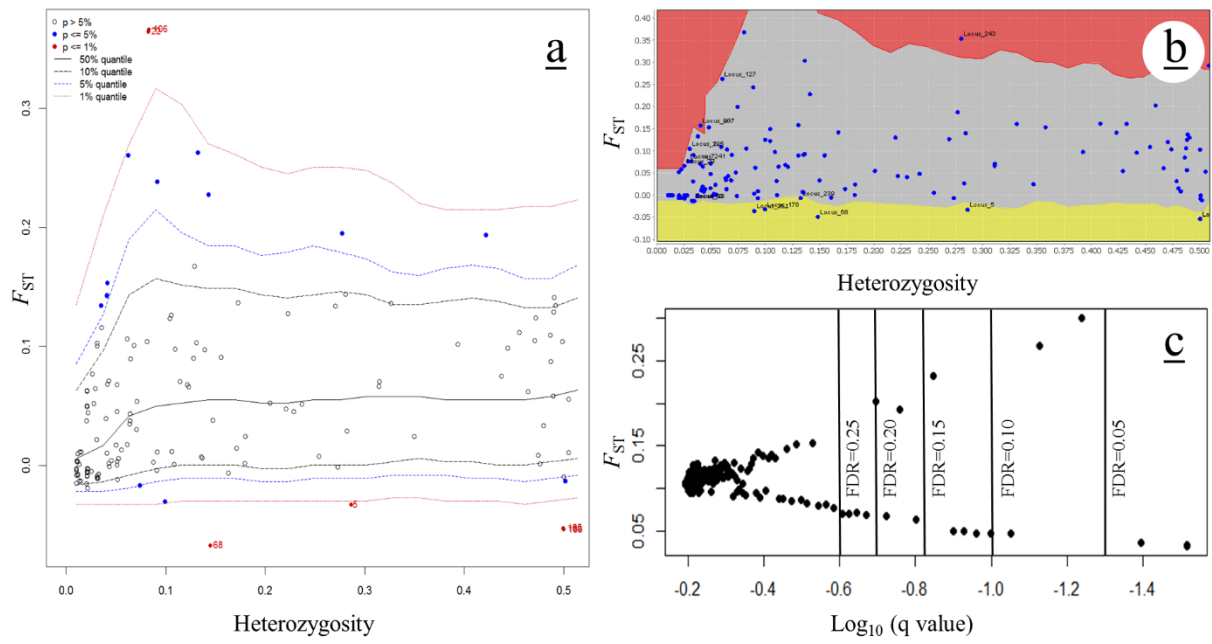 a
p > 5%
p <= 5%
p <= 1%
50% quantile
10% quantile
5% quantile
1% quantile
106
5
68
FST
0.0
0.1
0.2
0.3
0.0 0.1 0.2 0.3 0.4 0.5
Heterozygosity
b
Locus_240
Locus_127
Locus_239
Locus_68
Locus_5
FST
0.40
0.35
0.30
0.25
0.20
0.15
0.10
0.05
0.00
-0.05
-0.10
0.000 0.025 0.050 0.075 0.100 0.125 0.150 0.175 0.200 0.225 0.250 0.275 0.300 0.325 0.350 0.375 0.400 0.425 0.450 0.475 0.500
Heterozygosity
c
FDR=0.25
FDR=0.20
FDR=0.15
FDR=0.10
FDR=0.05
FST
0.25
0.15
0.05
-0.2 -0.4 -0.6 -0.8 -1.0 -1.2 -1.4
Log10 (q value)